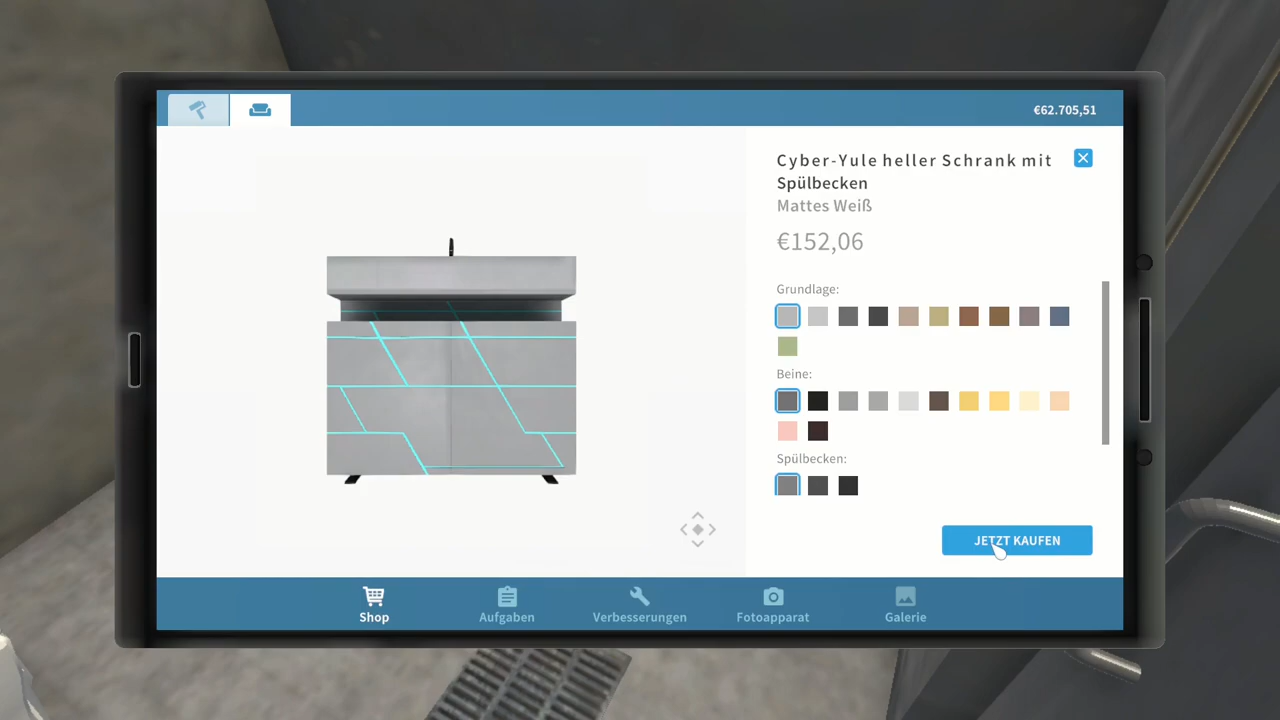 €62.705,51
Cyber-Yule heller Schrank mit
Spülbecken
Mattes Weiß
€152,06
Grundlage:
Beine:
Spülbecken:
JETZT KAUFEN
Shop
Aufgaben
Verbesserungen
Fotoapparat
Galerie